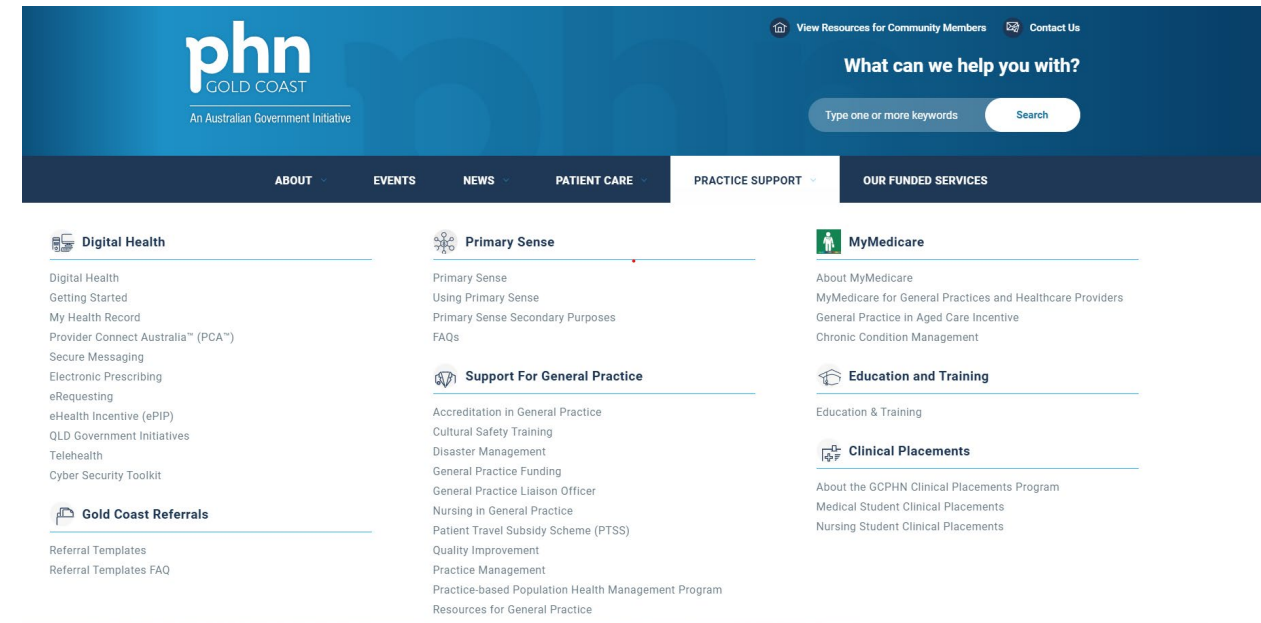 phn
GOLD COAST
An Australian Government Initiative
View Resources for Community Members
Contact Us
What can we help you with?
Type one or more keywords
Search
ABOUT
EVENTS
NEWS
PATIENT CARE
PRACTICE SUPPORT
OUR FUNDED SERVICES
Digital Health
Digital Health
Getting Started
My Health Record
Provider Connect Australia™ (PCA™)
Secure Messaging
Electronic Prescribing
eRequesting
eHealth Incentive (ePIP)
QLD Government Initiatives
Telehealth
Cyber Security Toolkit
Gold Coast Referrals
Referral Templates
Referral Templates FAQ
Primary Sense
Primary Sense
Using Primary Sense
Primary Sense Secondary Purposes
FAQs
Support For General Practice
Accreditation in General Practice
Cultural Safety Training
Disaster Management
General Practice Funding
General Practice Liaison Officer
Nursing in General Practice
Patient Travel Subsidy Scheme (PTSS)
Quality Improvement
Practice Management
Practice-based Population Health Management Program
Resources for General Practice
MyMedicare
About MyMedicare
MyMedicare for General Practices and Healthcare Providers
General Practice in Aged Care Incentive
Chronic Condition Management
Education and Training
Education & Training
Clinical Placements
About the GCPHN Clinical Placements Program
Medical Student Clinical Placements
Nursing Student Clinical Placements